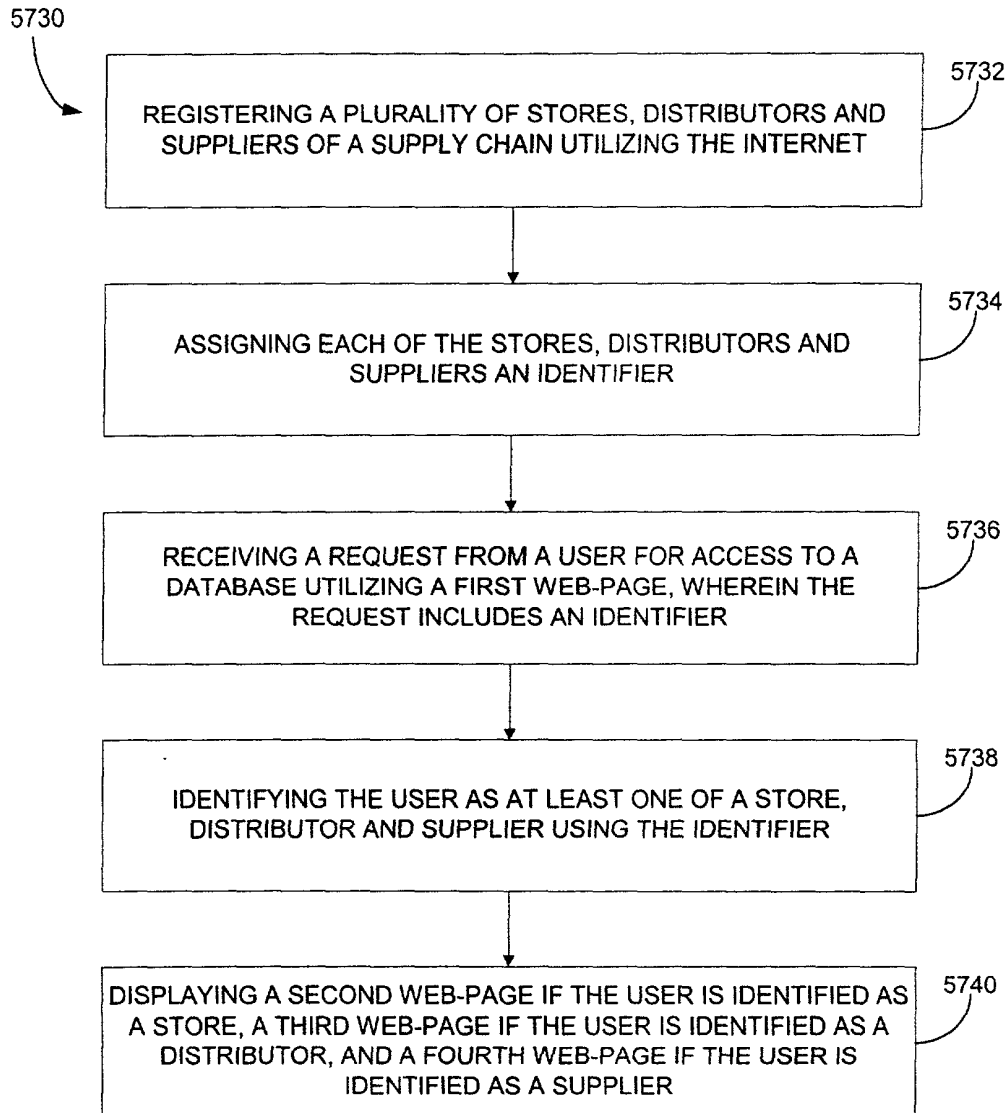 5730
5732
REGISTERING A PLURALITY OF STORES, DISTRIBUTORS AND
SUPPLIERS OF A SUPPLY CHAIN UTILIZING THE INTERNET
5734
ASSIGNING EACH OF THE STORES, DISTRIBUTORS AND
SUPPLIERS AN IDENTIFIER
5736
RECEIVING A REQUEST FROM A USER FOR ACCESS TO A
DATABASE UTILIZING A FIRST WEB-PAGE, WHEREIN THE
REQUEST INCLUDES AN IDENTIFIER
5738
IDENTIFYING THE USER AS AT LEAST ONE OF A STORE,
DISTRIBUTOR AND SUPPLIER USING THE IDENTIFIER
5740
DISPLAYING A SECOND WEB-PAGE IF THE USER IS IDENTIFIED AS
A STORE, A THIRD WEB-PAGE IF THE USER IS IDENTIFIED AS A
DISTRIBUTOR, AND A FOURTH WEB-PAGE IF THE USER IS
IDENTIFIED AS A SUPPLIER